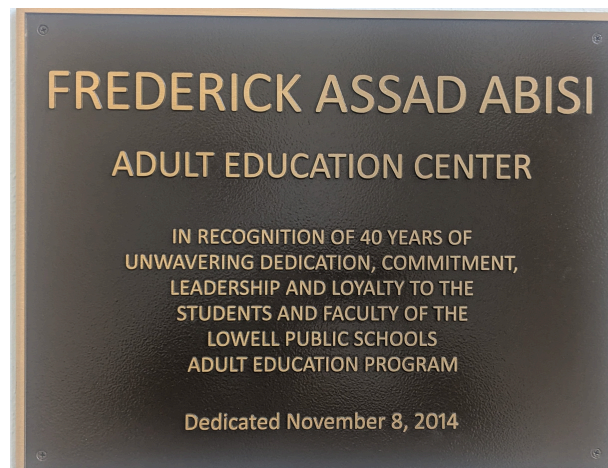 FREDERICK ASSAD ABISI
ADULT EDUCATION CENTER
IN RECOGNITION OF 40 YEARS OF
UNWAVERING DEDICATION, COMMITMENT,
LEADERSHIP AND LOYALTY TO THE
STUDENTS AND FACULTY OF THE
LOWELL PUBLIC SCHOOLS
ADULT EDUCATION PROGRAM
Dedicated November 8, 2014